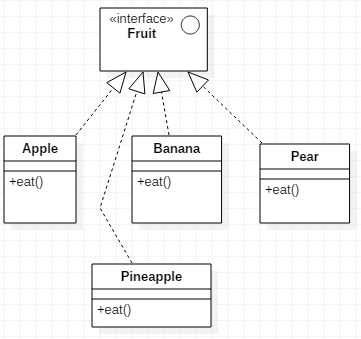 «interface»
Fruit
Apple
+eat()
Banana
+eat()
Pear
+eat()
Pineapple
+eat()